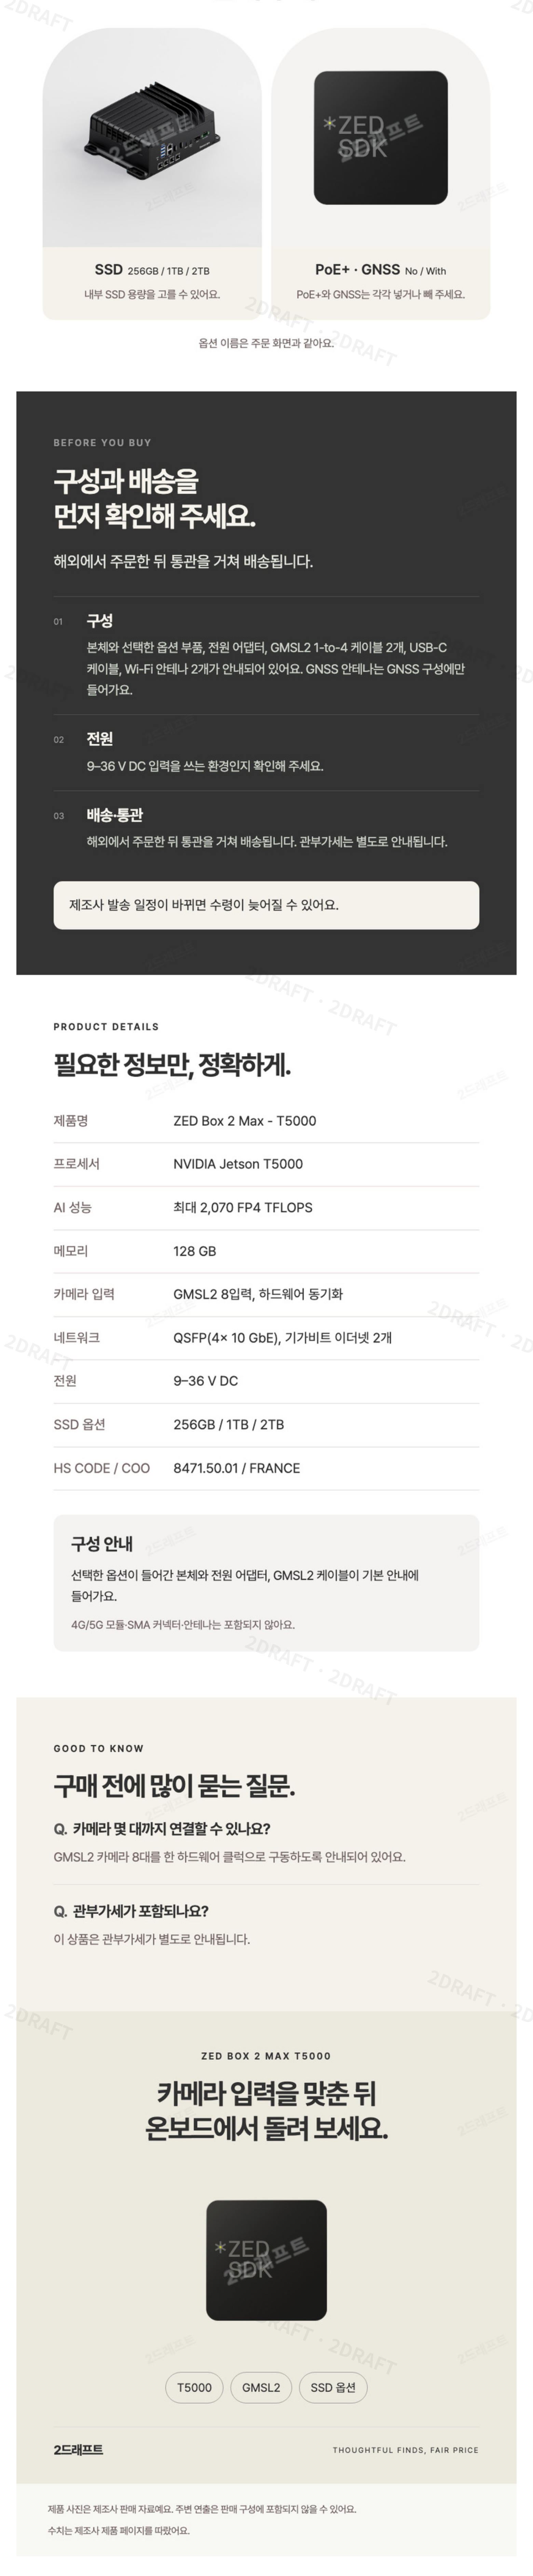 2DRAFT
*ZED
SDK
2드래프트
SSD 256GB / 1TB / 2TB
내부 SSD 용량을 고를 수 있어요.
PoE+ · GNSS No / With
PoE+와 GNSS는 각각 넣거나 빼 주세요.
2DRAFT · 2DRAFT
옵션 이름은 주문 화면과 같아요.
BEFORE YOU BUY
구성과 배송을
먼저 확인해 주세요.
해외에서 주문한 뒤 통관을 거쳐 배송됩니다.
01 구성
본체와 선택한 옵션 부품, 전원 어댑터, GMSL2 1-to-4 케이블 2개, USB-C
케이블, Wi-Fi 안테나 2개가 안내되어 있어요. GNSS 안테나는 GNSS 구성에만
들어가요.
02 전원
9–36 V DC 입력을 쓰는 환경인지 확인해 주세요.
03 배송·통관
해외에서 주문한 뒤 통관을 거쳐 배송됩니다. 관부가세는 별도로 안내됩니다.
제조사 발송 일정이 바뀌면 수령이 늦어질 수 있어요.
2DRAFT · 2DRAFT
PRODUCT DETAILS
필요한 정보만, 정확하게.
제품명 ZED Box 2 Max - T5000
프로세서 NVIDIA Jetson T5000
AI 성능 최대 2,070 FP4 TFLOPS
메모리 128 GB
카메라 입력 GMSL2 8입력, 하드웨어 동기화
네트워크 QSFP(4× 10 GbE), 기가비트 이더넷 2개
전원 9–36 V DC
SSD 옵션 256GB / 1TB / 2TB
HS CODE / COO 8471.50.01 / FRANCE
구성 안내
선택한 옵션이 들어간 본체와 전원 어댑터, GMSL2 케이블이 기본 안내에
들어가요.
4G/5G 모듈·SMA 커넥터·안테나는 포함되지 않아요.
2DRAFT · 2DRAFT
GOOD TO KNOW
구매 전에 많이 묻는 질문.
Q. 카메라 몇 대까지 연결할 수 있나요?
GMSL2 카메라 8대를 한 하드웨어 클럭으로 구동하도록 안내되어 있어요.
Q. 관부가세가 포함되나요?
이 상품은 관부가세가 별도로 안내됩니다.
2DRAFT
ZED BOX 2 MAX T5000
카메라 입력을 맞춘 뒤
온보드에서 돌려 보세요.
*ZED
SDK
2드래프트
T5000 GMSL2 SSD 옵션
2드래프트 THOUGHTFUL FINDS, FAIR PRICE
제품 사진은 제조사 판매 자료예요. 주변 연출은 판매 구성에 포함되지 않을 수 있어요.
수치는 제조사 제품 페이지를 따랐어요.